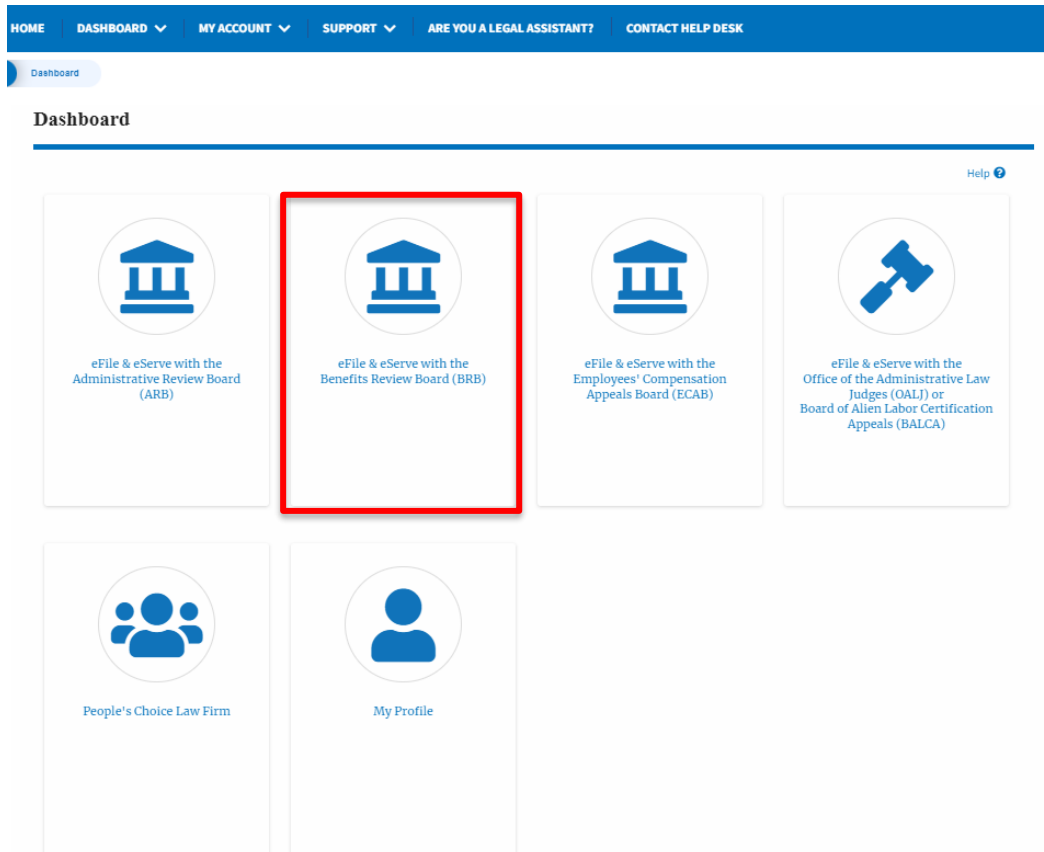 HOME DASHBOARD MY ACCOUNT SUPPORT ARE YOU A LEGAL ASSISTANT? CONTACT HELP DESK
Dashboard
Dashboard
Help
eFile & eServe with the
Administrative Review Board
(ARB)
eFile & eServe with the
Benefits Review Board (BRB)
eFile & eServe with the
Employees' Compensation
Appeals Board (ECAB)
eFile & eServe with the
Office of the Administrative Law
Judges (OALJ) or
Board of Alien Labor Certification
Appeals (BALCA)
People's Choice Law Firm
My Profile